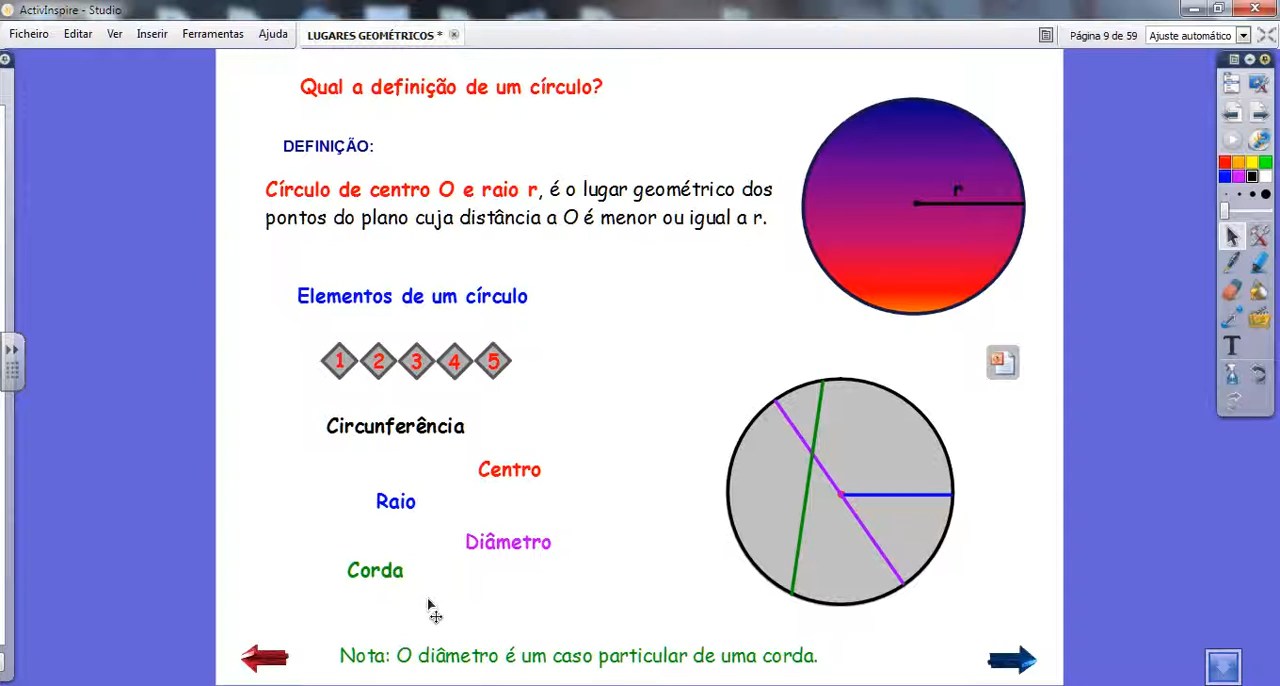 ActivInspire - Studio
Ficheiro Editar Ver Inserir Ferramentas Ajuda
LUGARES GEOMÉTRICOS *
Página 9 de 59
Ajuste automático
Qual a definição de um círculo?
DEFINIÇÃO:
Círculo de centro O e raio r, é o lugar geométrico dos
pontos do plano cuja distância a O é menor ou igual a r.
r
Elementos de um círculo
1 2 3 4 5
Circunferência
Centro
Raio
Diâmetro
Corda
Nota: O diâmetro é um caso particular de uma corda.
T